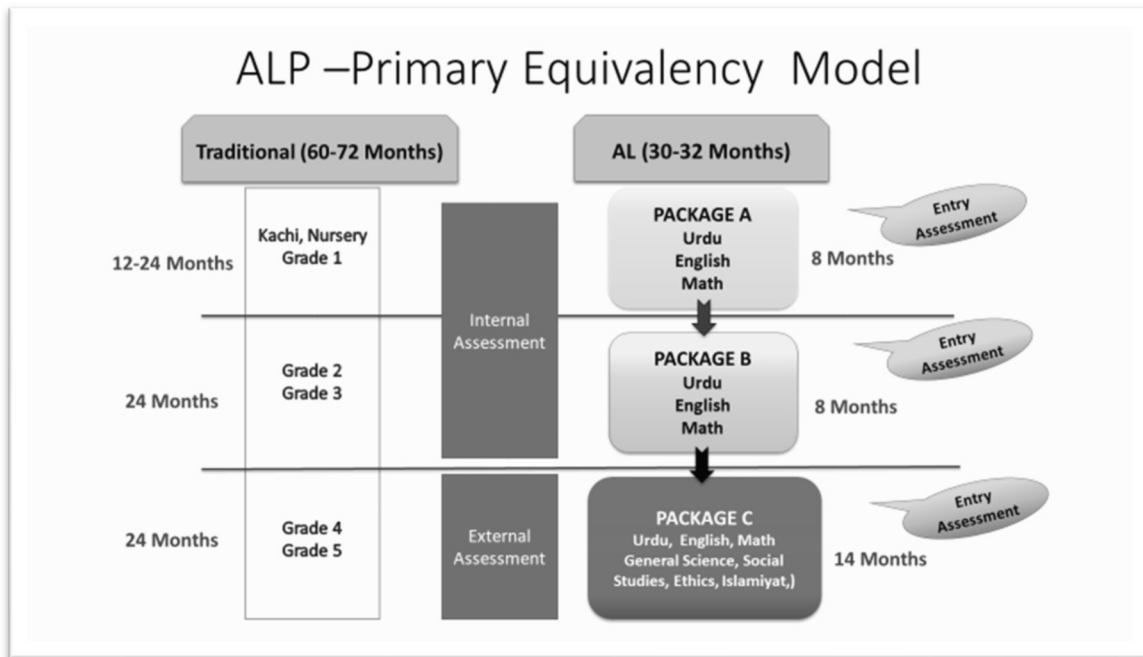 ALP –Primary Equivalency Model
Traditional (60-72 Months)
AL (30-32 Months)
12-24 Months
Kachi, Nursery
Grade 1
Internal
Assessment
PACKAGE A
Urdu
English
Math
8 Months
Entry
Assessment
24 Months
Grade 2
Grade 3
PACKAGE B
Urdu
English
Math
8 Months
Entry
Assessment
24 Months
Grade 4
Grade 5
External
Assessment
PACKAGE C
Urdu, English, Math
General Science, Social
Studies, Ethics, Islamiyat,)
14 Months
Entry
Assessment